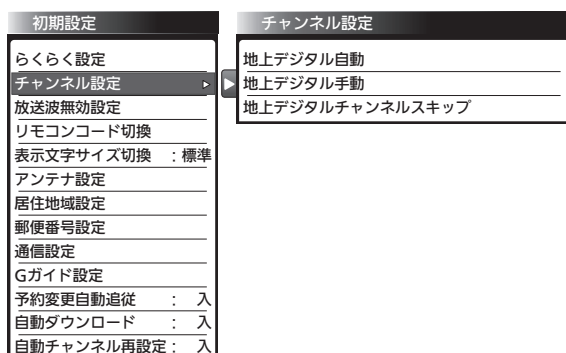 初期設定
らくらく設定
チャンネル設定
放送波無効設定
リモコンコード切換
表示文字サイズ切換 : 標準
アンテナ設定
居住地域設定
郵便番号設定
通信設定
Gガイド設定
予約変更自動追従 : 入
自動ダウンロード : 入
自動チャンネル再設定 : 入
チャンネル設定
地上デジタル自動
地上デジタル手動
地上デジタルチャンネルスキップ